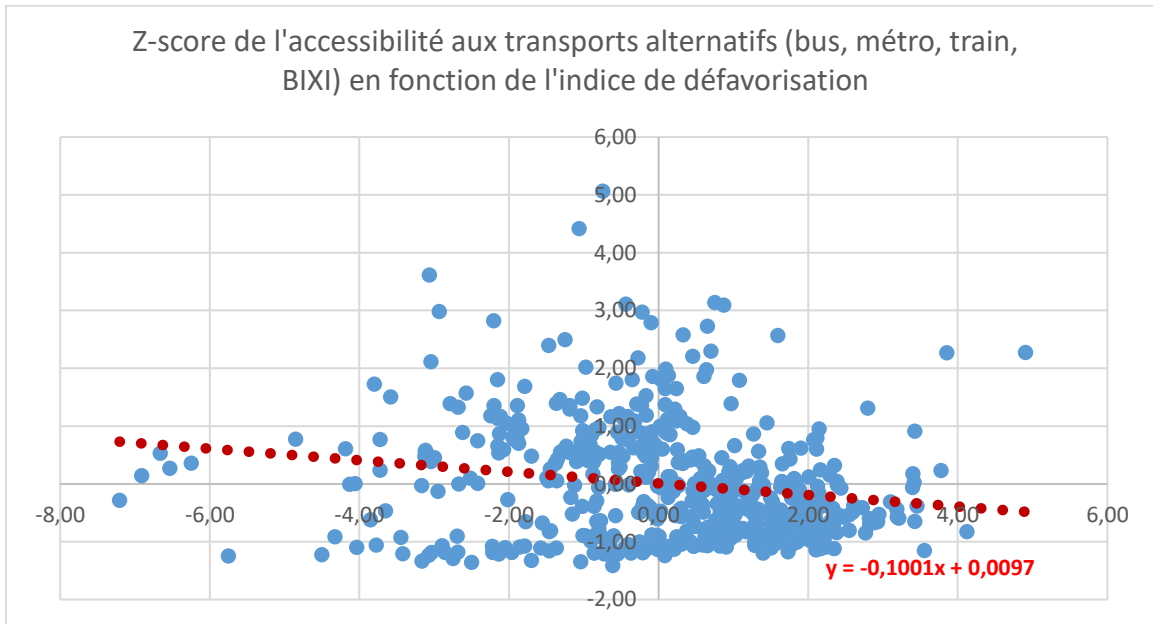 Z-score de l'accessibilité aux transports alternatifs (bus, métro, train,
BIXI) en fonction de l'indice de défavorisation
6,00
5,00
4,00
3,00
2,00
1,00
0,00
-8,00 -6,00 -4,00 -2,00 0,00 2,00 4,00 6,00
-1,00
y = -0,1001x + 0,0097
-2,00